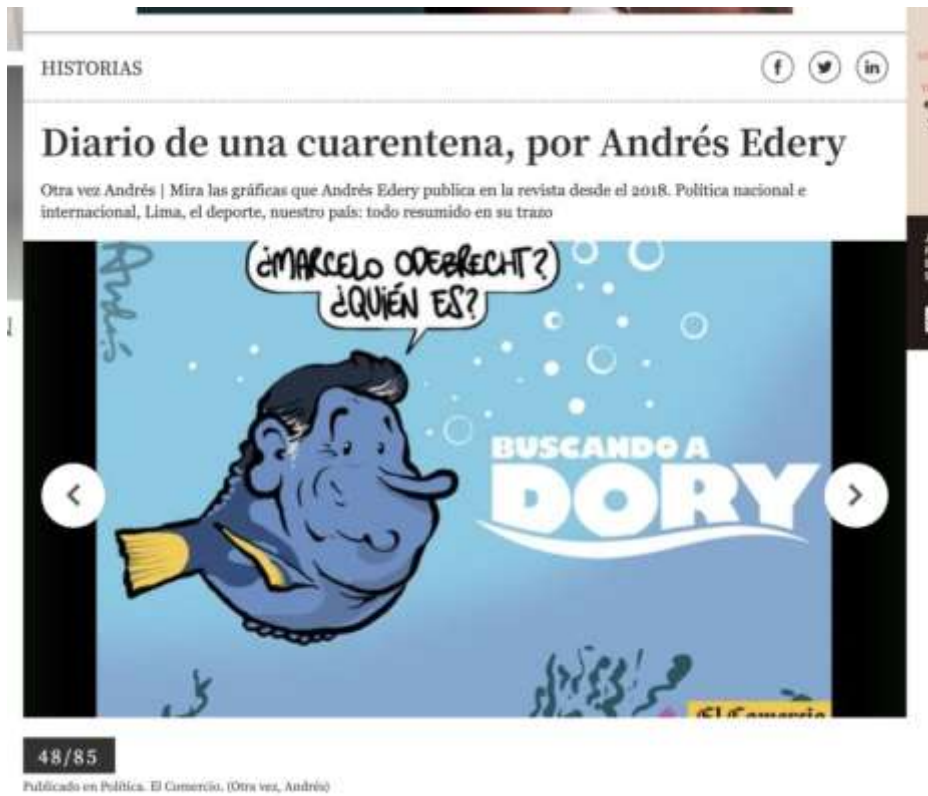 HISTORIAS
Diario de una cuarentena, por Andrés Edery
Otra vez Andrés | Mira las gráficas que Andrés Edery publica en la revista desde el 2018. Política nacional e
internacional, Lima, el deporte, nuestro país: todo resumido en su trazo
Andrés
¿MARCELO ODEBRECHT?
¿QUIÉN ES?
BUSCANDO A
DORY
El Comercio
48/85
Publicado en Política. El Comercio. (Otra vez, Andrés)